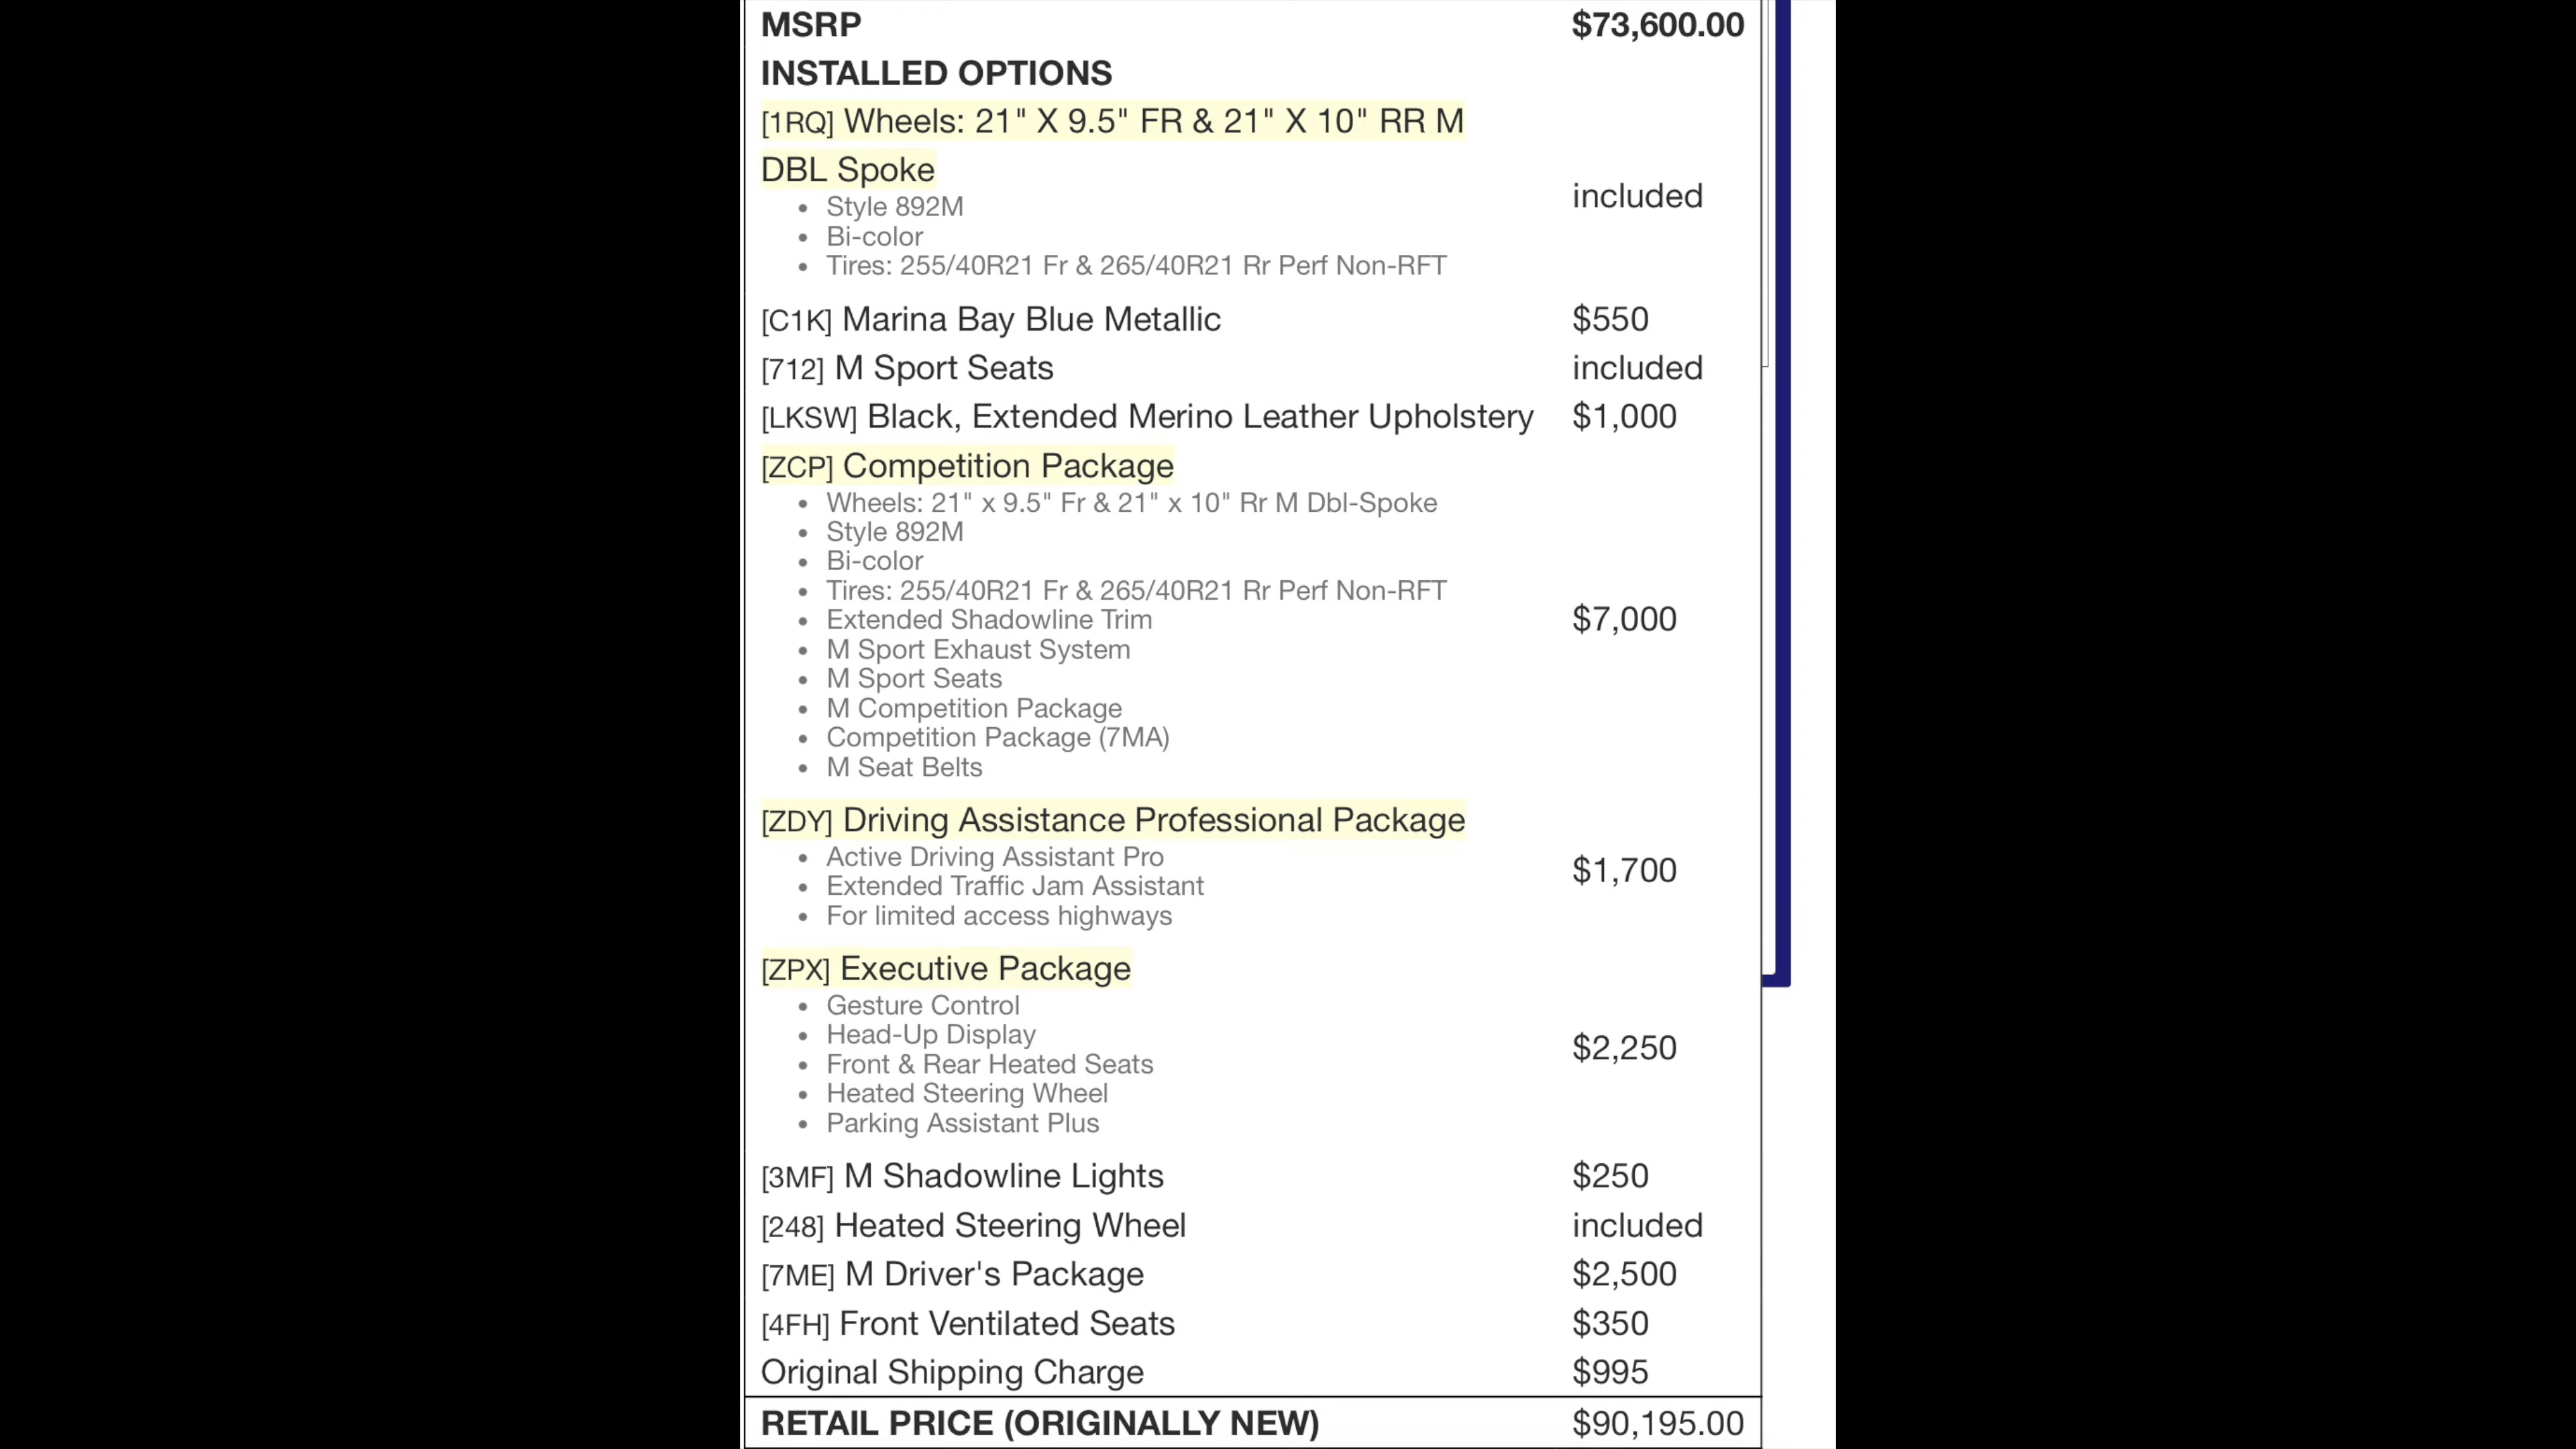 MSRP $73,600.00
INSTALLED OPTIONS
[1RQ] Wheels: 21" X 9.5" FR & 21" X 10" RR M
DBL Spoke
included
• Style 892M
• Bi-color
• Tires: 255/40R21 Fr & 265/40R21 Rr Perf Non-RFT
[C1K] Marina Bay Blue Metallic $550
[712] M Sport Seats included
[LKSW] Black, Extended Merino Leather Upholstery $1,000
[ZCP] Competition Package
• Wheels: 21" x 9.5" Fr & 21" x 10" Rr M Dbl-Spoke
• Style 892M
• Bi-color
• Tires: 255/40R21 Fr & 265/40R21 Rr Perf Non-RFT
• Extended Shadowline Trim $7,000
• M Sport Exhaust System
• M Sport Seats
• M Competition Package
• Competition Package (7MA)
• M Seat Belts
[ZDY] Driving Assistance Professional Package
• Active Driving Assistant Pro $1,700
• Extended Traffic Jam Assistant
• For limited access highways
[ZPX] Executive Package
• Gesture Control
• Head-Up Display $2,250
• Front & Rear Heated Seats
• Heated Steering Wheel
• Parking Assistant Plus
[3MF] M Shadowline Lights $250
[248] Heated Steering Wheel included
[7ME] M Driver's Package $2,500
[4FH] Front Ventilated Seats $350
Original Shipping Charge $995
RETAIL PRICE (ORIGINALLY NEW) $90,195.00